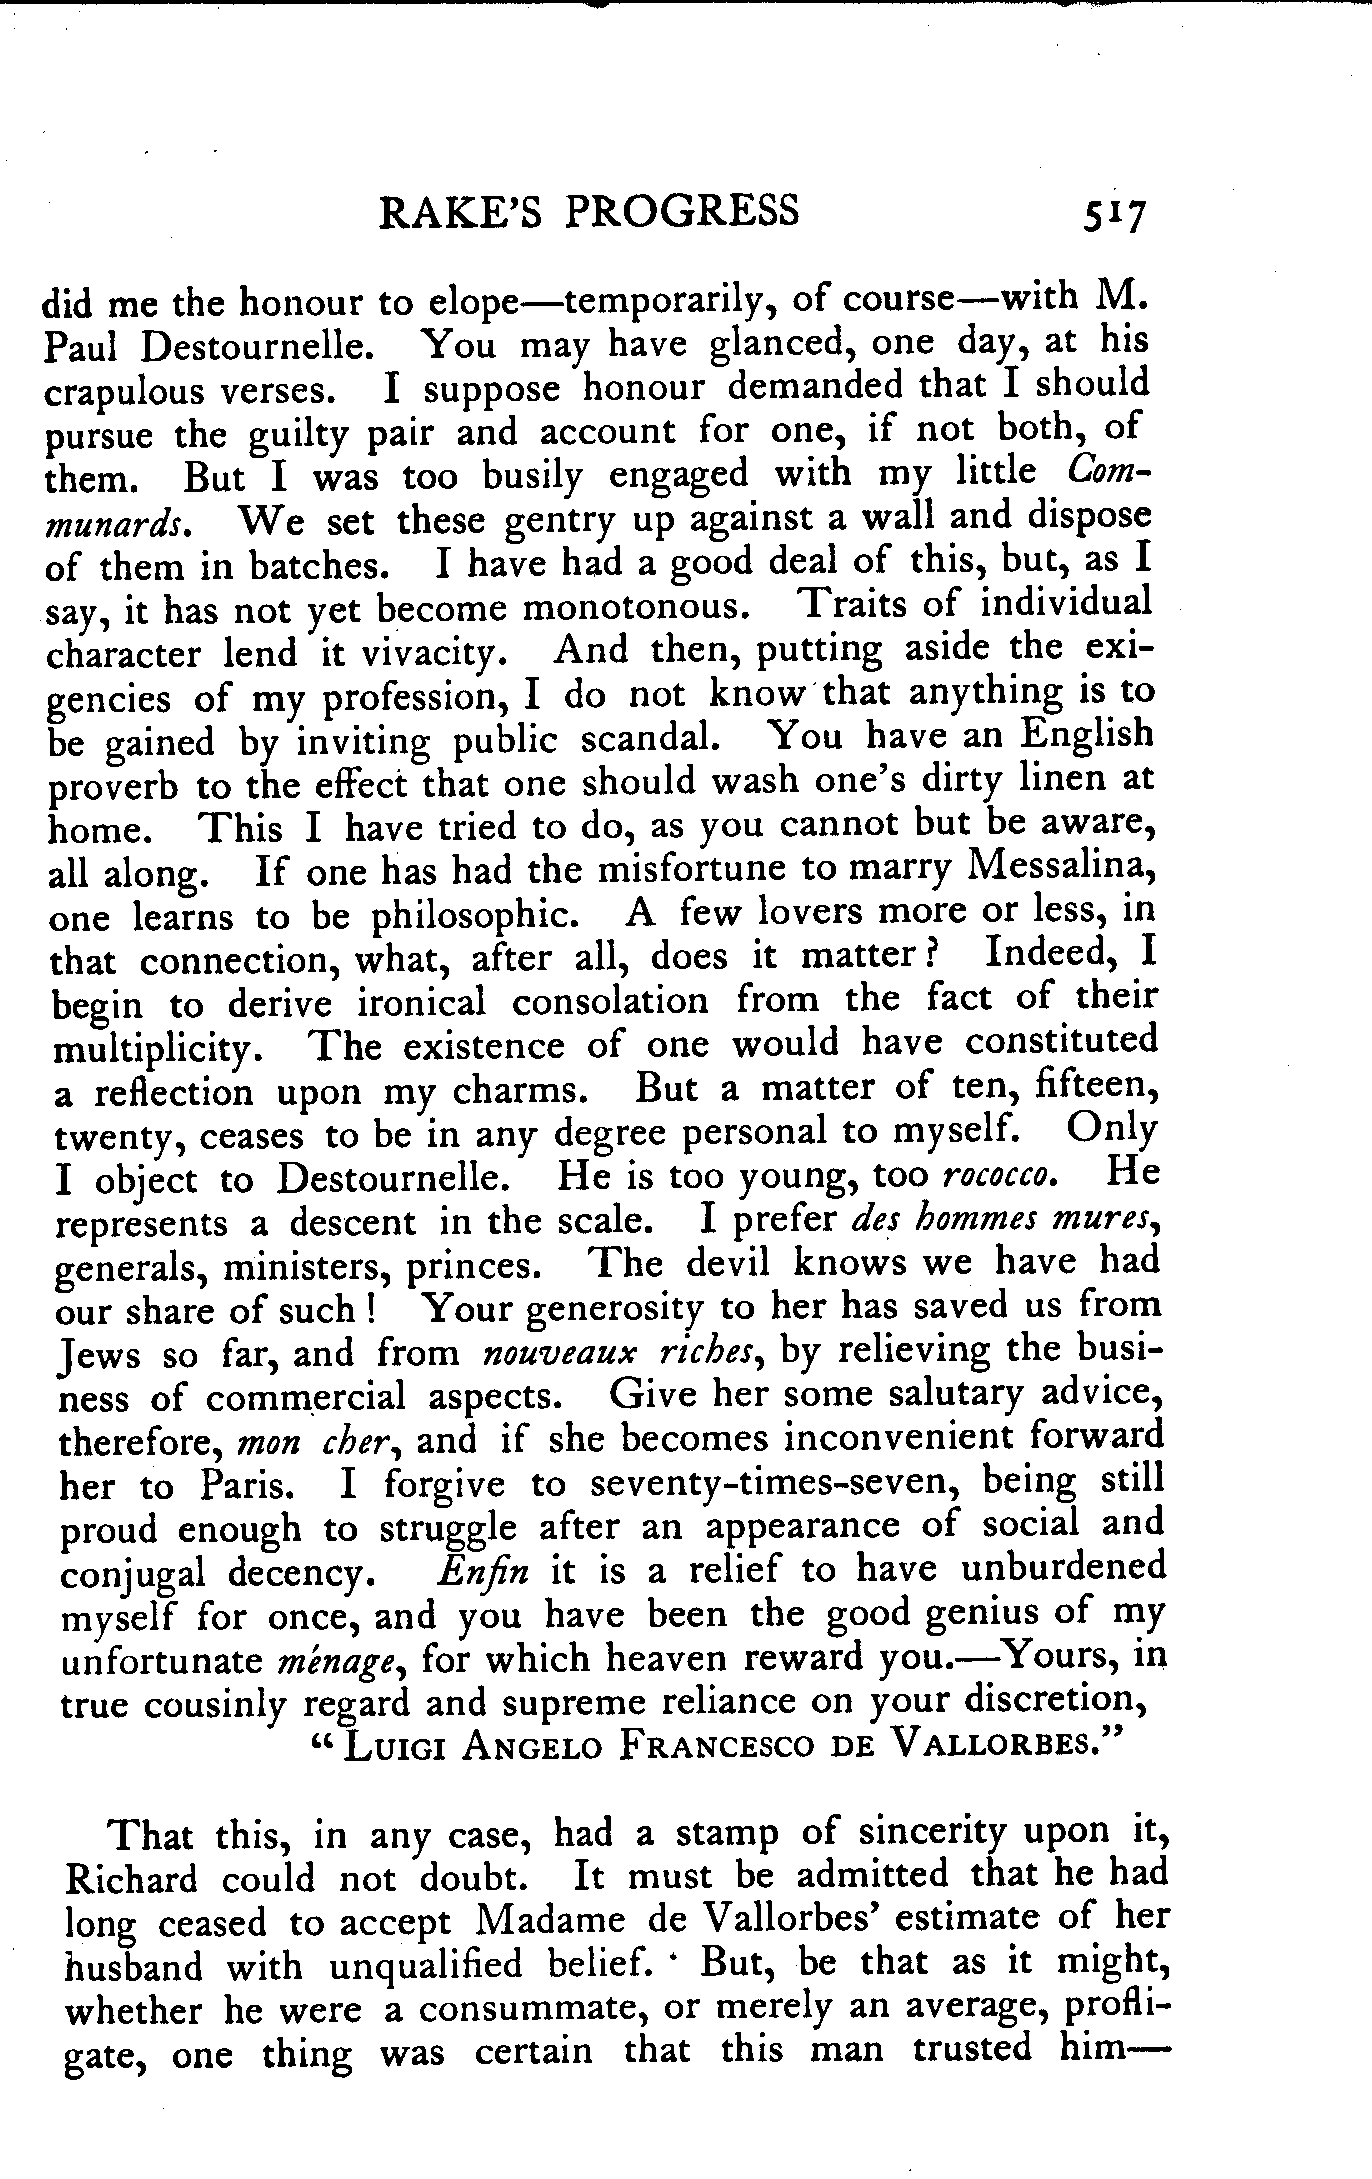 RAKE'S PROGRESS 517
did me the honour to elope—temporarily, of course—with M.
Paul Destournelle. You may have glanced, one day, at his
crapulous verses. I suppose honour demanded that I should
pursue the guilty pair and account for one, if not both, of
them. But I was too busily engaged with my little Com-
munards. We set these gentry up against a wall and dispose
of them in batches. I have had a good deal of this, but, as I
say, it has not yet become monotonous. Traits of individual
character lend it vivacity. And then, putting aside the exi-
gencies of my profession, I do not know that anything is to
be gained by inviting public scandal. You have an English
proverb to the effect that one should wash one's dirty linen at
home. This I have tried to do, as you cannot but be aware,
all along. If one has had the misfortune to marry Messalina,
one learns to be philosophic. A few lovers more or less, in
that connection, what, after all, does it matter? Indeed, I
begin to derive ironical consolation from the fact of their
multiplicity. The existence of one would have constituted
a reflection upon my charms. But a matter of ten, fifteen,
twenty, ceases to be in any degree personal to myself. Only
I object to Destournelle. He is too young, too rococco. He
represents a descent in the scale. I prefer des hommes mures,
generals, ministers, princes. The devil knows we have had
our share of such! Your generosity to her has saved us from
Jews so far, and from nouveaux riches, by relieving the busi-
ness of commercial aspects. Give her some salutary advice,
therefore, mon cher, and if she becomes inconvenient forward
her to Paris. I forgive to seventy-times-seven, being still
proud enough to struggle after an appearance of social and
conjugal decency. Enfin it is a relief to have unburdened
myself for once, and you have been the good genius of my
unfortunate ménage, for which heaven reward you.—Yours, in
true cousinly regard and supreme reliance on your discretion,
"LUIGI ANGELO FRANCESCO DE VALLORBES."
That this, in any case, had a stamp of sincerity upon it,
Richard could not doubt. It must be admitted that he had
long ceased to accept Madame de Vallorbes' estimate of her
husband with unqualified belief. But, be that as it might,
whether he were a consummate, or merely an average, profli-
gate, one thing was certain that this man trusted him—